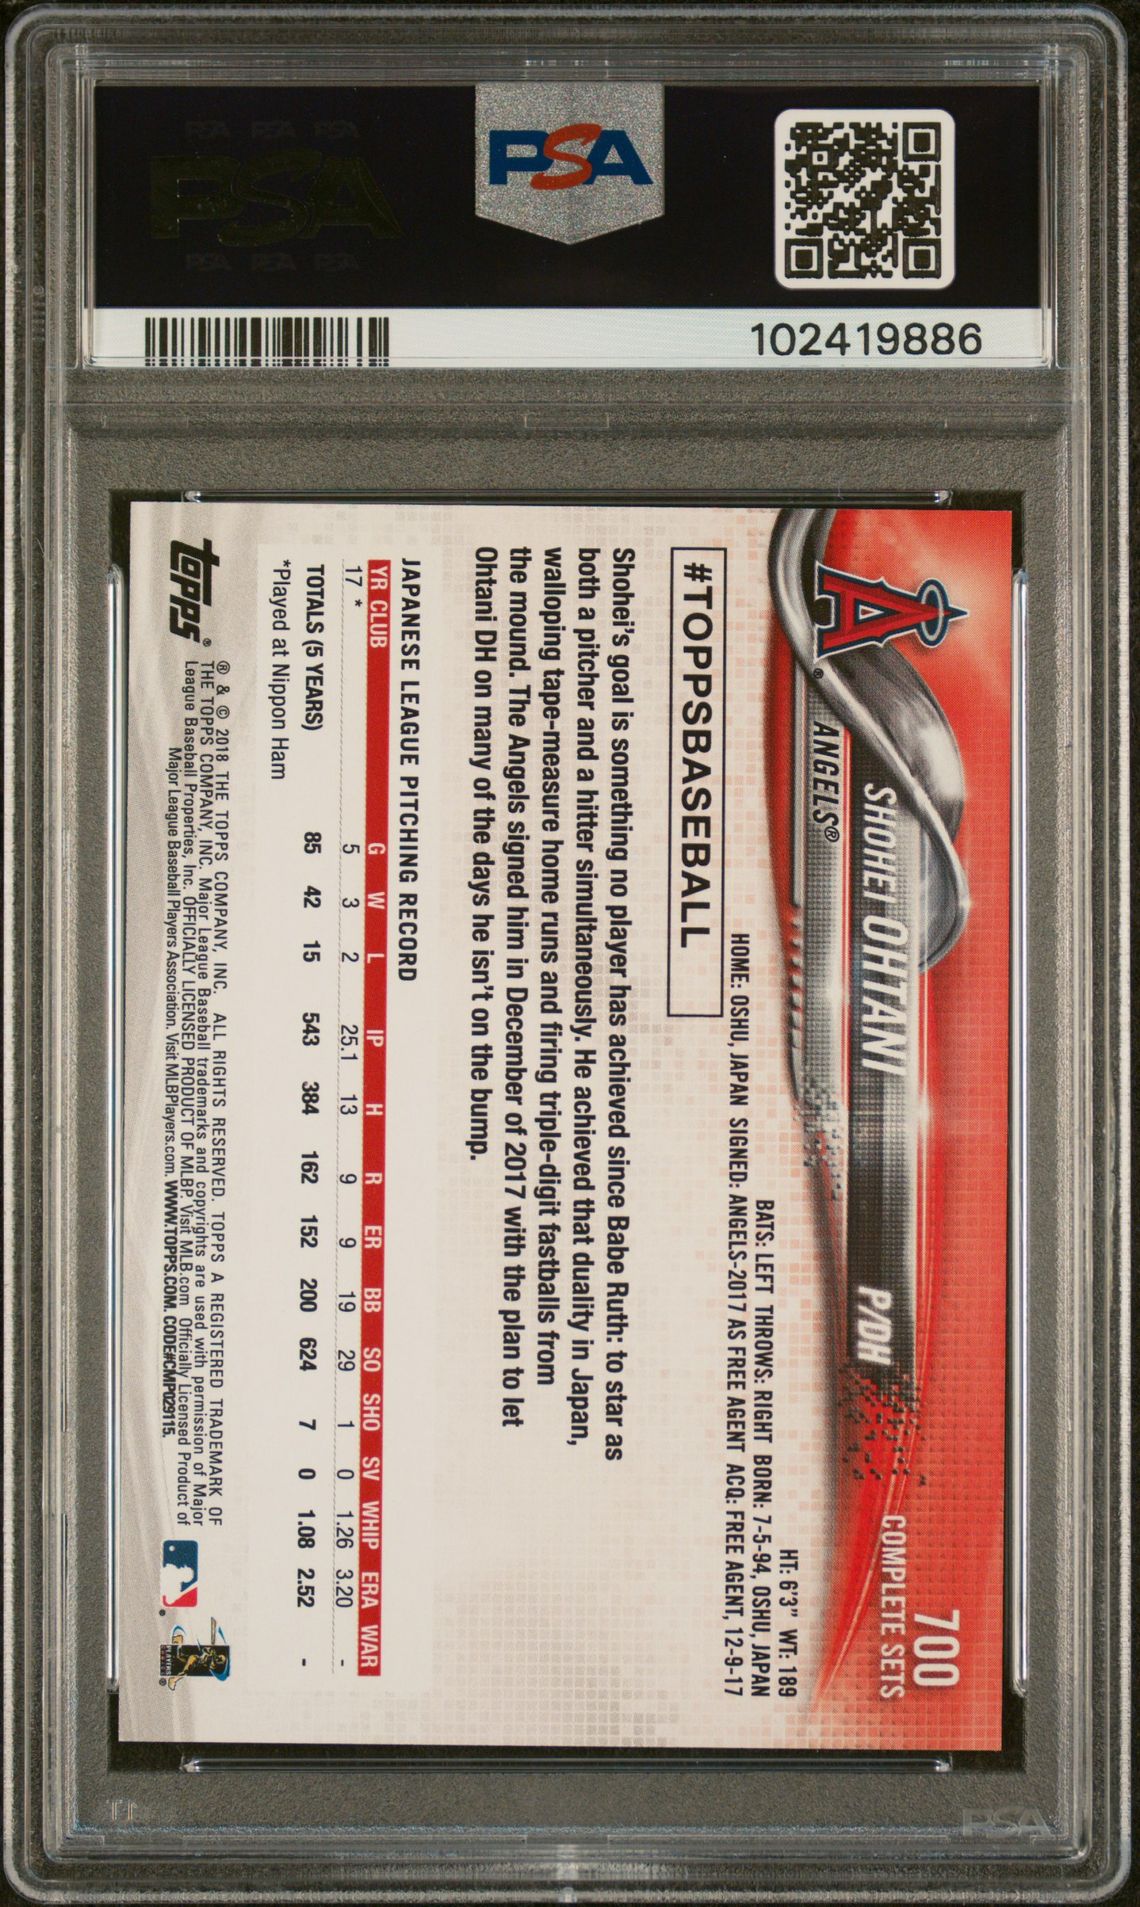 PSA PSA PSA
PSA
PSA PSA PSA
PSA
102419886
700
COMPLETE SETS
SHOHEI OHTANI P/DH
A
ANGELS®
HT: 6'3" WT: 189
BATS: LEFT THROWS: RIGHT BORN: 7-5-94, OSHU, JAPAN
HOME: OSHU, JAPAN SIGNED: ANGELS-2017 AS FREE AGENT ACQ: FREE AGENT, 12-9-17
#TOPPSBASEBALL
Shohei's goal is something no player has achieved since Babe Ruth: to star as
both a pitcher and a hitter simultaneously. He achieved that duality in Japan,
walloping tape-measure home runs and firing triple-digit fastballs from
the mound. The Angels signed him in December of 2017 with the plan to let
Ohtani DH on many of the days he isn't on the bump.
JAPANESE LEAGUE PITCHING RECORD
YR CLUB G W L IP H R ER BB SO SHO SV WHIP ERA WAR
17 * 5 3 2 25.1 13 9 9 19 29 1 0 1.26 3.20 -
TOTALS (5 YEARS) 85 42 15 543 384 162 152 200 624 7 0 1.08 2.52 -
*Played at Nippon Ham
topps®
® & © 2018 THE TOPPS COMPANY, INC. ALL RIGHTS RESERVED. TOPPS A REGISTERED TRADEMARK OF
THE TOPPS COMPANY, INC. Major League Baseball trademarks and copyrights are used with permission of Major
League Baseball Properties, Inc. OFFICIALLY LICENSED PRODUCT OF MLBP. Visit MLB.com Officially Licensed Product of
Major League Baseball Players Association. Visit MLBPlayers.com. WWW.TOPPS.COM. CODE#CMP029115.
PLAYERS
PSA